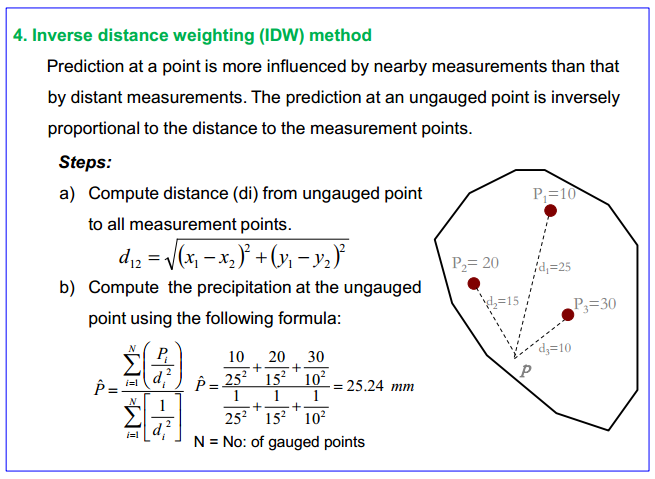 4. Inverse distance weighting (IDW) method
Prediction at a point is more influenced by nearby measurements than that
by distant measurements. The prediction at an ungauged point is inversely
proportional to the distance to the measurement points.
Steps:
a) Compute distance (di) from ungauged point
to all measurement points.
d₁₂ = √((x₁ − x₂)² + (y₁ − y₂)²)
b) Compute the precipitation at the ungauged
point using the following formula:
P̂ = ∑_{i=1}^{N} (P_i / d_i²) / ∑_{i=1}^{N} [1 / d_i²]
P̂ = (10/25² + 20/15² + 30/10²) / (1/25² + 1/15² + 1/10²) = 25.24 mm
N = No: of gauged points
P₁=10
P₂= 20
d₁=25
d₂=15
P₃=30
d₃=10
p